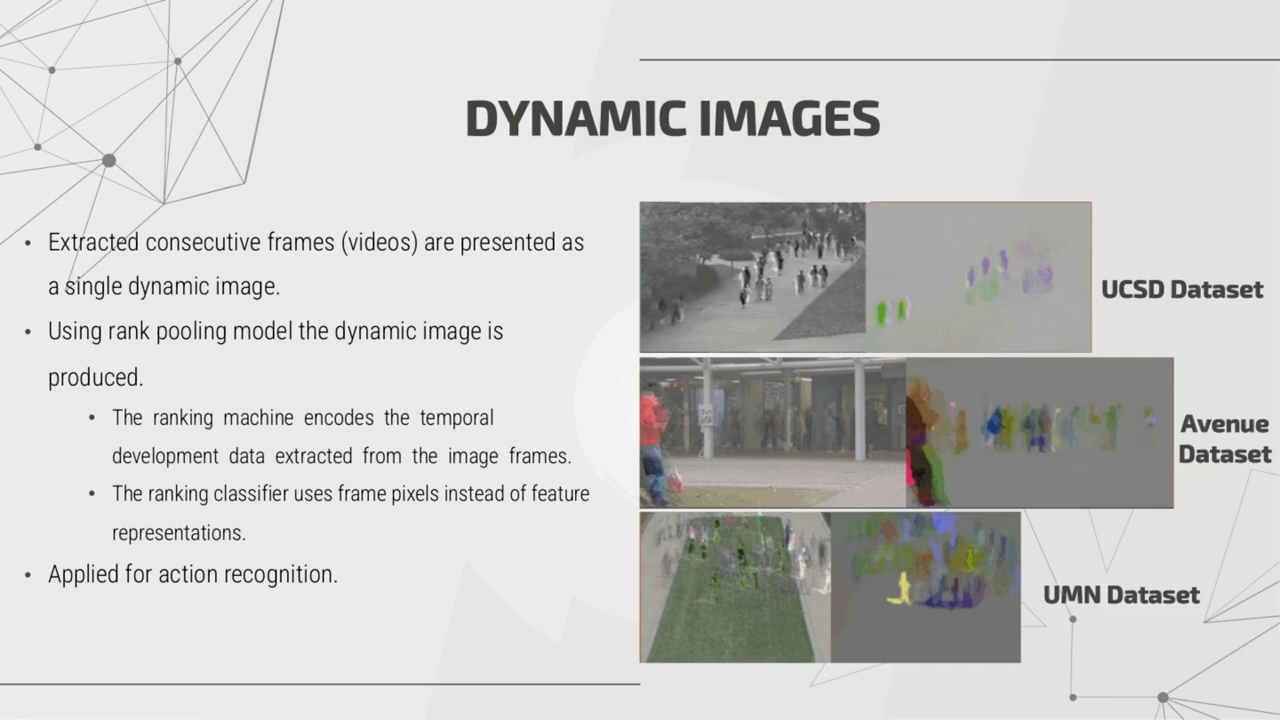 DYNAMIC IMAGES
• Extracted consecutive frames (videos) are presented as
a single dynamic image.
• Using rank pooling model the dynamic image is
produced.
• The ranking machine encodes the temporal
development data extracted from the image frames.
• The ranking classifier uses frame pixels instead of feature
representations.
• Applied for action recognition.
UCSD Dataset
Avenue
Dataset
UMN Dataset